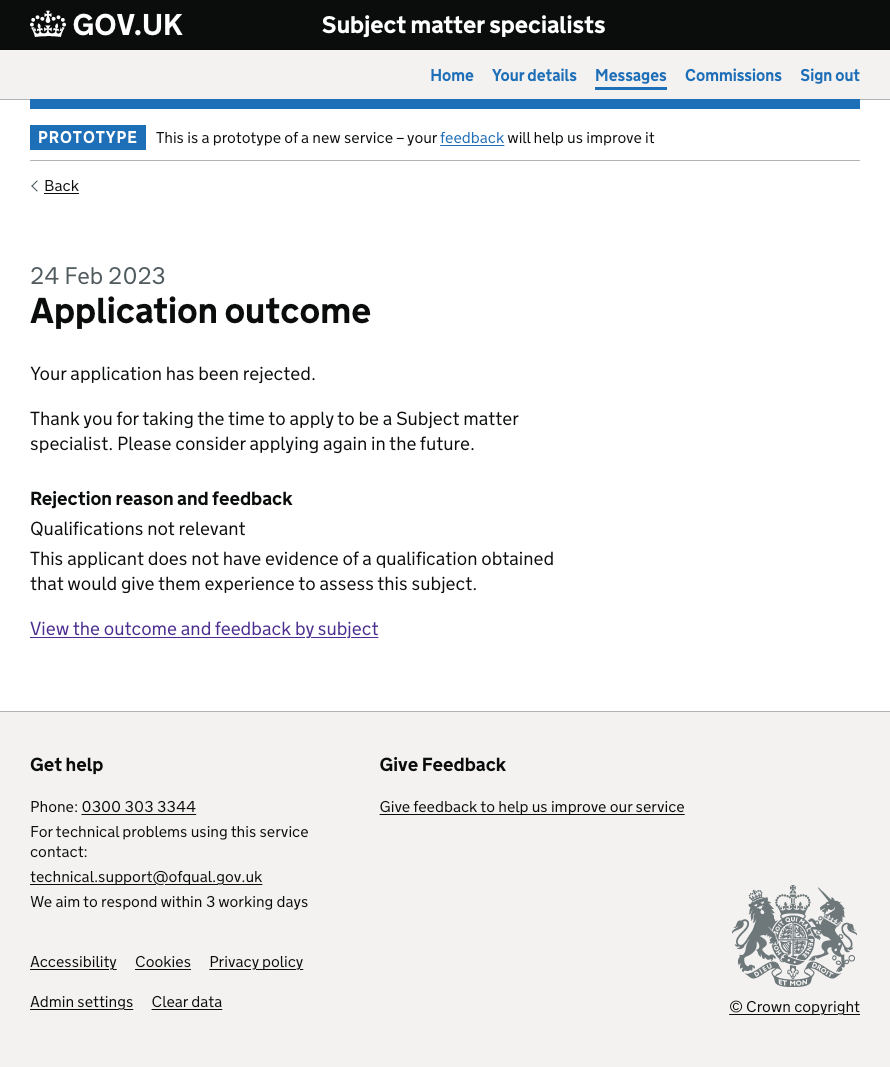 GOV.UK
Subject matter specialists
Home Your details Messages Commissions Sign out
PROTOTYPE This is a prototype of a new service – your feedback will help us improve it
Back
24 Feb 2023
Application outcome
Your application has been rejected.
Thank you for taking the time to apply to be a Subject matter
specialist. Please consider applying again in the future.
Rejection reason and feedback
Qualifications not relevant
This applicant does not have evidence of a qualification obtained
that would give them experience to assess this subject.
View the outcome and feedback by subject
Get help
Phone: 0300 303 3344
For technical problems using this service
contact:
technical.support@ofqual.gov.uk
We aim to respond within 3 working days
Give Feedback
Give feedback to help us improve our service
Accessibility Cookies Privacy policy
Admin settings Clear data
DIEU ET MON DROIT
© Crown copyright